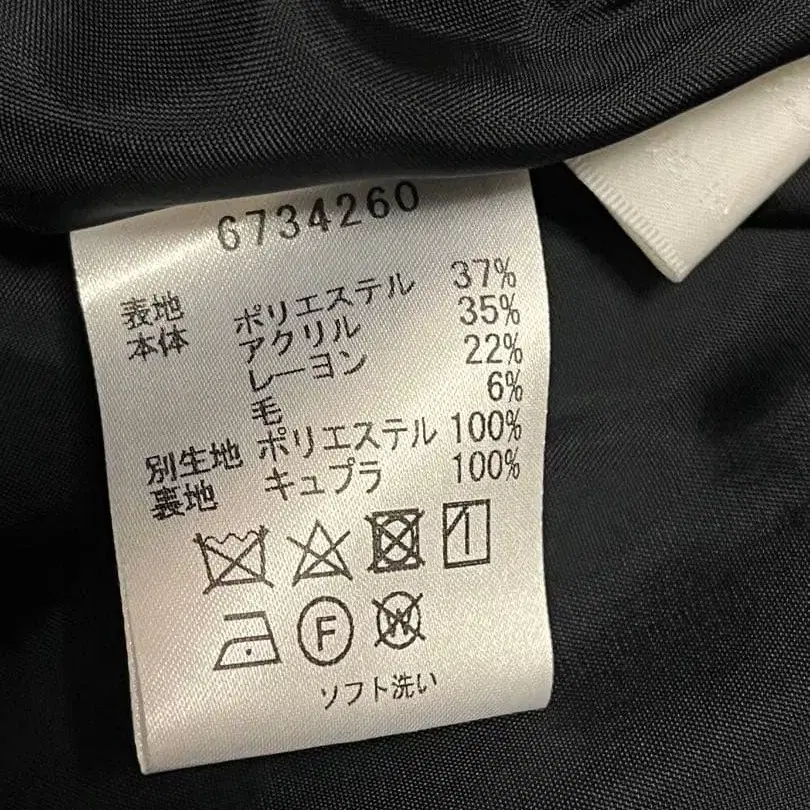 6734260
表地 ポリエステル 37%
本体 アクリル 35%
レーヨン 22%
毛 6%
別生地 ポリエステル 100%
裏地 キュプラ 100%
F W
ソフト洗い